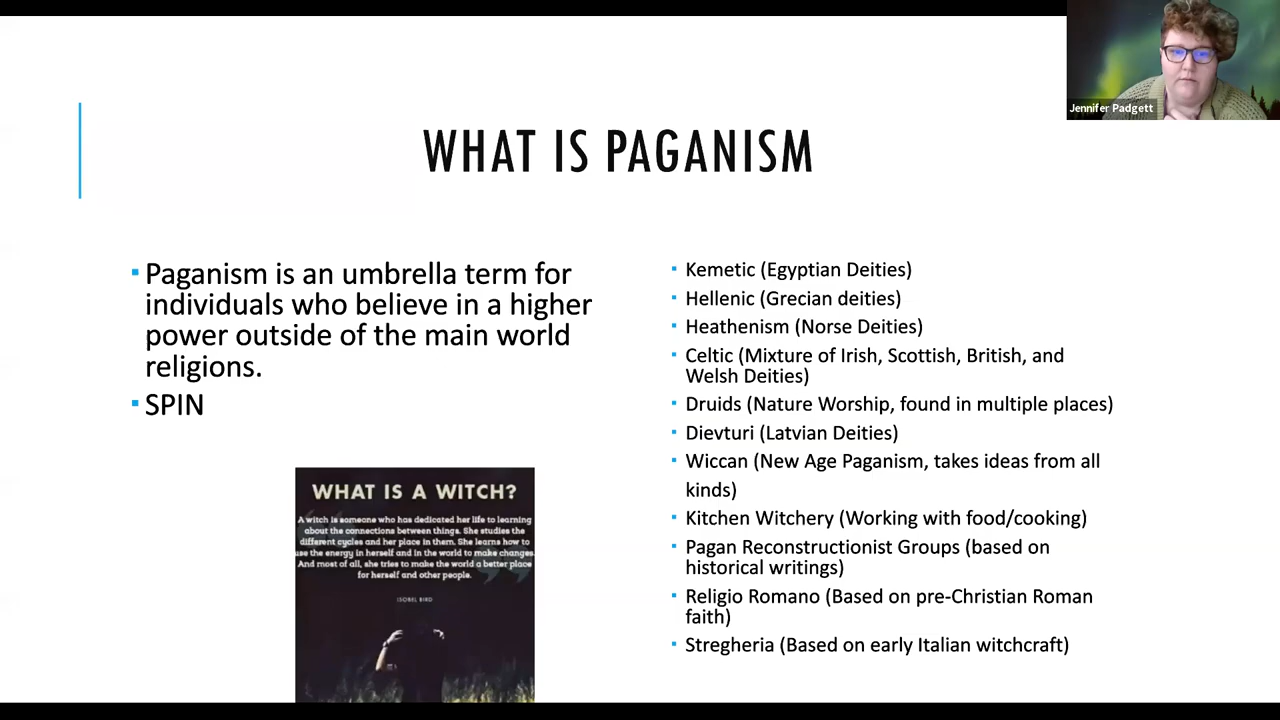 Jennifer Padgett
WHAT IS PAGANISM
Paganism is an umbrella term for
individuals who believe in a higher
power outside of the main world
religions.
SPIN
WHAT IS A WITCH?
A witch is someone who has dedicated her life to learning
about the connections between things. She studies the
different cycles and her place in them. She learns how to
use the energy in herself and in the world to make changes.
And most of all, she tries to make the world a better place
for herself and other people.
ISOBEL BIRD
Kemetic (Egyptian Deities)
Hellenic (Grecian deities)
Heathenism (Norse Deities)
Celtic (Mixture of Irish, Scottish, British, and
Welsh Deities)
Druids (Nature Worship, found in multiple places)
Dievturi (Latvian Deities)
Wiccan (New Age Paganism, takes ideas from all
kinds)
Kitchen Witchery (Working with food/cooking)
Pagan Reconstructionist Groups (based on
historical writings)
Religio Romano (Based on pre-Christian Roman
faith)
Stregheria (Based on early Italian witchcraft)